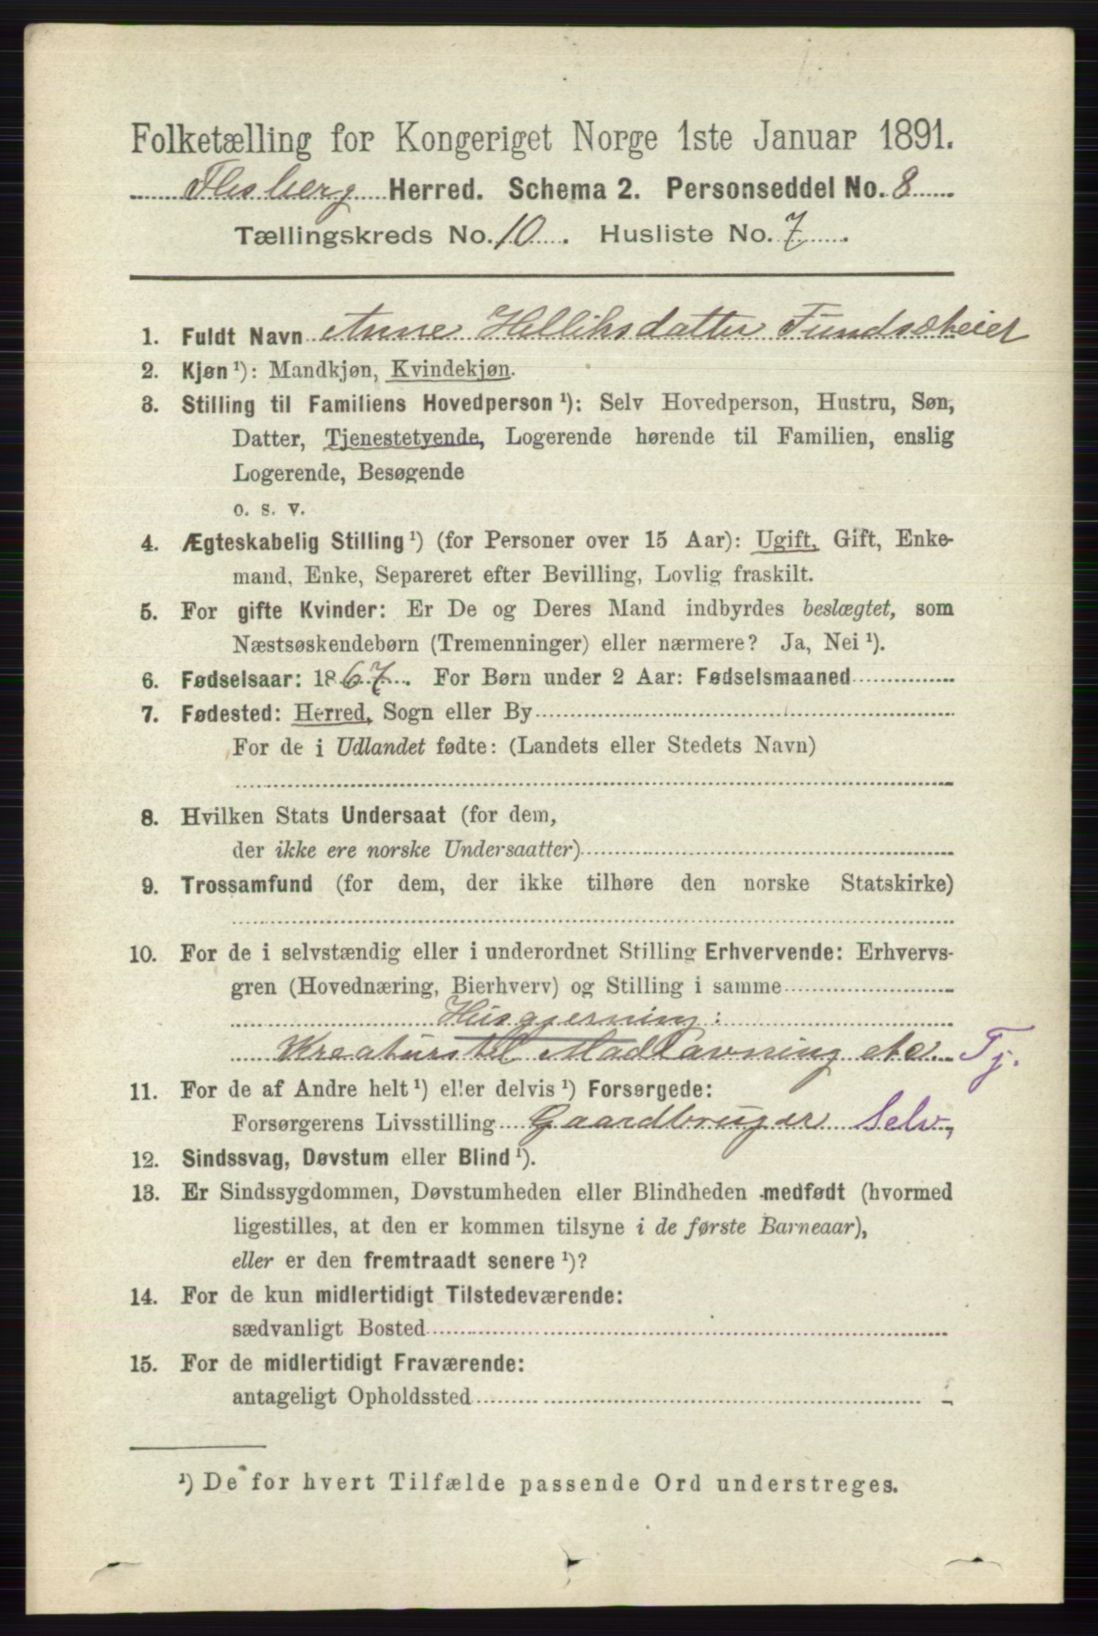 Folketælling for Kongeriget Norge 1ste Januar 1891.
Flesberg Herred. Schema 2. Personseddel No. 8
Tællingskreds No. 10. Husliste No. 7.
1. Fuldt Navn Anne Helliksdatter
2. Kjøn ¹): Mandkjøn, Kvindekjøn.
3. Stilling til Familiens Hovedperson ¹): Selv Hovedperson, Hustru, Søn,
Datter, Tjenestetyende, Logerende hørende til Familien, enslig
Logerende, Besøgende
o. s. v.
4. Ægteskabelig Stilling ¹) (for Personer over 15 Aar): Ugift, Gift, Enke-
mand, Enke, Separeret efter Bevilling, Lovlig fraskilt.
5. For gifte Kvinder: Er De og Deres Mand indbyrdes beslægtet, som
Næstsøskendebørn (Tremenninger) eller nærmere? Ja, Nei ¹).
6. Fødselsaar: 1867. For Børn under 2 Aar: Fødselsmaaned
7. Fødested: Herred, Sogn eller By
For de i Udlandet fødte: (Landets eller Stedets Navn)
8. Hvilken Stats Undersaat (for dem,
der ikke ere norske Undersaatter)
9. Trossamfund (for dem, der ikke tilhøre den norske Statskirke)
10. For de i selvstændig eller i underordnet Stilling Erhvervende: Erhvervs-
gren (Hovednæring, Bierhverv) og Stilling i samme
Husgjerning:
Kreaturstel Madlavning etc. Tj.
11. For de af Andre helt ¹) eller delvis ¹) Forsørgede:
Forsørgerens Livsstilling Gaardbruger Selv,
12. Sindssvag, Døvstum eller Blind ¹).
13. Er Sindssygdommen, Døvstumheden eller Blindheden medfødt (hvormed
ligestilles, at den er kommen tilsyne i de første Barneaar),
eller er den fremtraadt senere ¹)?
14. For de kun midlertidigt Tilstedeværende:
sædvanligt Bosted
15. For de midlertidigt Fraværende:
antageligt Opholdssted
¹) De for hvert Tilfælde passende Ord understreges.